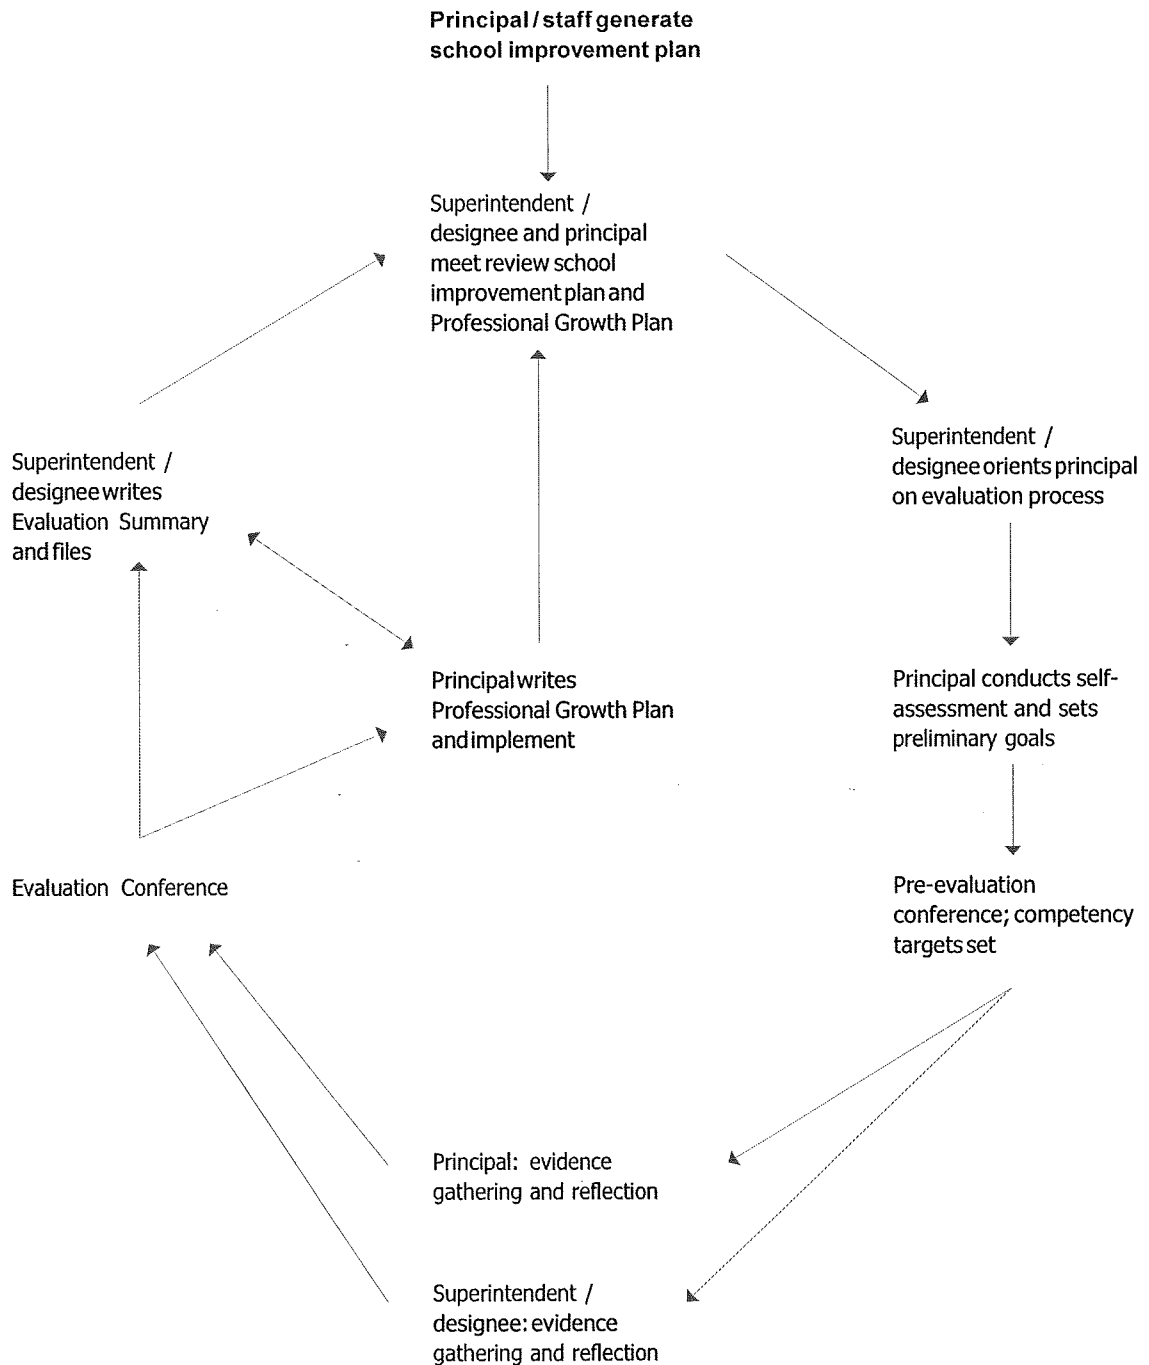 Principal / staff generate
school improvement plan
Superintendent /
designee and principal
meet review school
improvement plan and
Professional Growth Plan
Superintendent /
designee orients principal
on evaluation process
Superintendent /
designee writes
Evaluation Summary
and files
Principal writes
Professional Growth Plan
and implement
Principal conducts self-
assessment and sets
preliminary goals
Evaluation Conference
Pre-evaluation
conference; competency
targets set
Principal: evidence
gathering and reflection
Superintendent /
designee: evidence
gathering and reflection